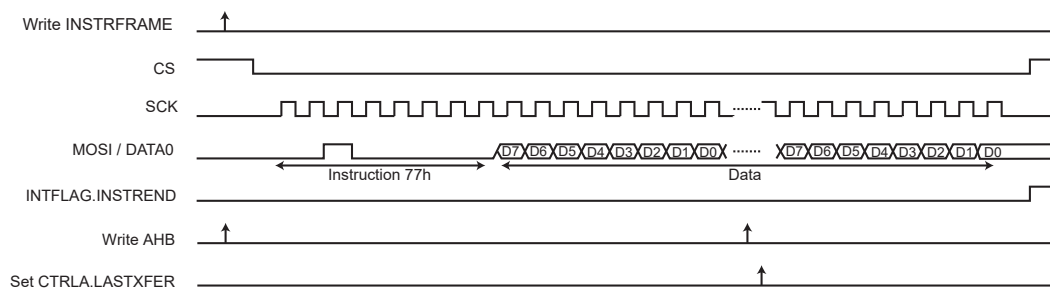 Write INSTRFRAME
CS
SCK
MOSI / DATA0
D7 D6 D5 D4 D3 D2 D1 D0 D7 D6 D5 D4 D3 D2 D1 D0
Instruction 77h Data
INTFLAG.INSTREND
Write AHB
Set CTRLA.LASTXFER